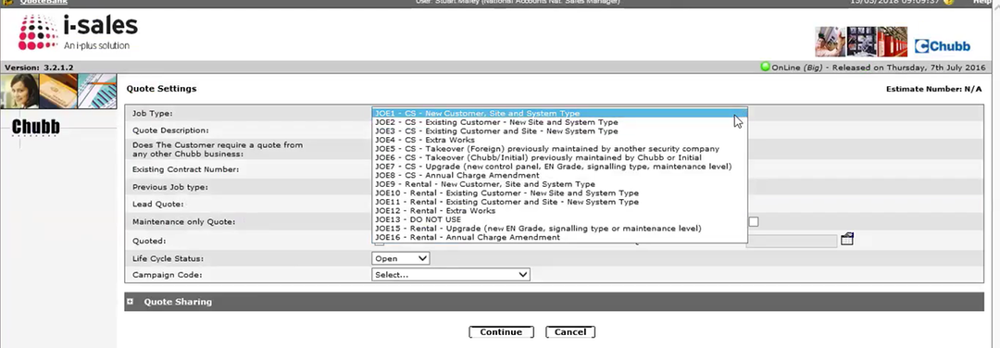 QuoteBank
User: Stuart Maley (National Accounts Nat. Sales Manager)
15/03/2018 09:09:37
Help
i-sales
An i-plus solution
Chubb
Version: 3.2.1.2
OnLine (Big) - Released on Thursday, 7th July 2016
Quote Settings
Estimate Number: N/A
Chubb
Job Type:
JOE1 - CS - New Customer, Site and System Type
JOE2 - CS - Existing Customer - New Site and System Type
Quote Description:
JOE3 - CS - Existing Customer and Site - New System Type
JOE4 - CS - Extra Works
Does The Customer require a quote from
any other Chubb business:
JOE5 - CS - Takeover (Foreign) previously maintained by another security company
JOE6 - CS - Takeover (Chubb/Initial) previously maintained by Chubb or Initial
Existing Contract Number:
JOE7 - CS - Upgrade (new control panel, EN Grade, signalling type, maintenance level)
JOE8 - CS - Annual Charge Amendment
Previous Job type:
JOE9 - Rental - New Customer, Site and System Type
JOE10 - Rental - Existing Customer - New Site and System Type
Lead Quote:
JOE11 - Rental - Existing Customer and Site - New System Type
JOE12 - Rental - Extra Works
Maintenance only Quote:
JOE13 - DO NOT USE
JOE15 - Rental - Upgrade (new EN Grade, signalling type or maintenance level)
Quoted:
JOE16 - Rental - Annual Charge Amendment
Life Cycle Status:
Open
Campaign Code:
Select...
Quote Sharing
Continue
Cancel